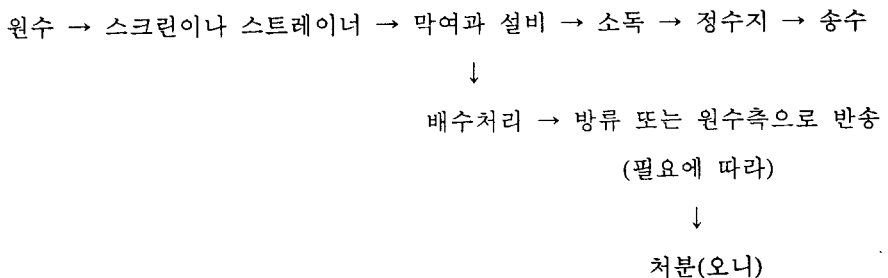 원수 → 스크린이나 스트레이너 → 막여과 설비 → 소독 → 정수지 → 송수
↓
배수처리 → 방류 또는 원수측으로 반송
(필요에 따라)
↓
처분(오니)